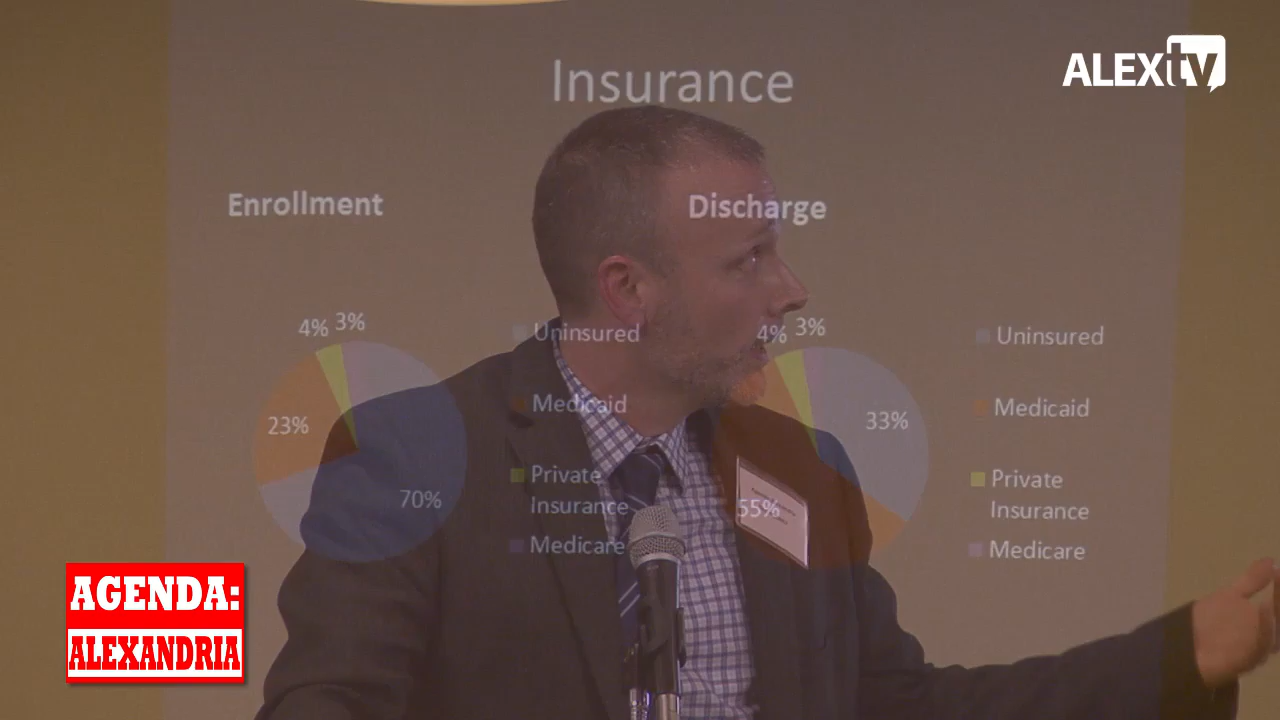 ALEXtv
Insurance
Enrollment
Discharge
4% 3%
23%
70%
Uninsured
Medicaid
Private
Insurance
Medicare
4% 3%
33%
55%
Uninsured
Medicaid
Private
Insurance
Medicare
AGENDA:
ALEXANDRIA